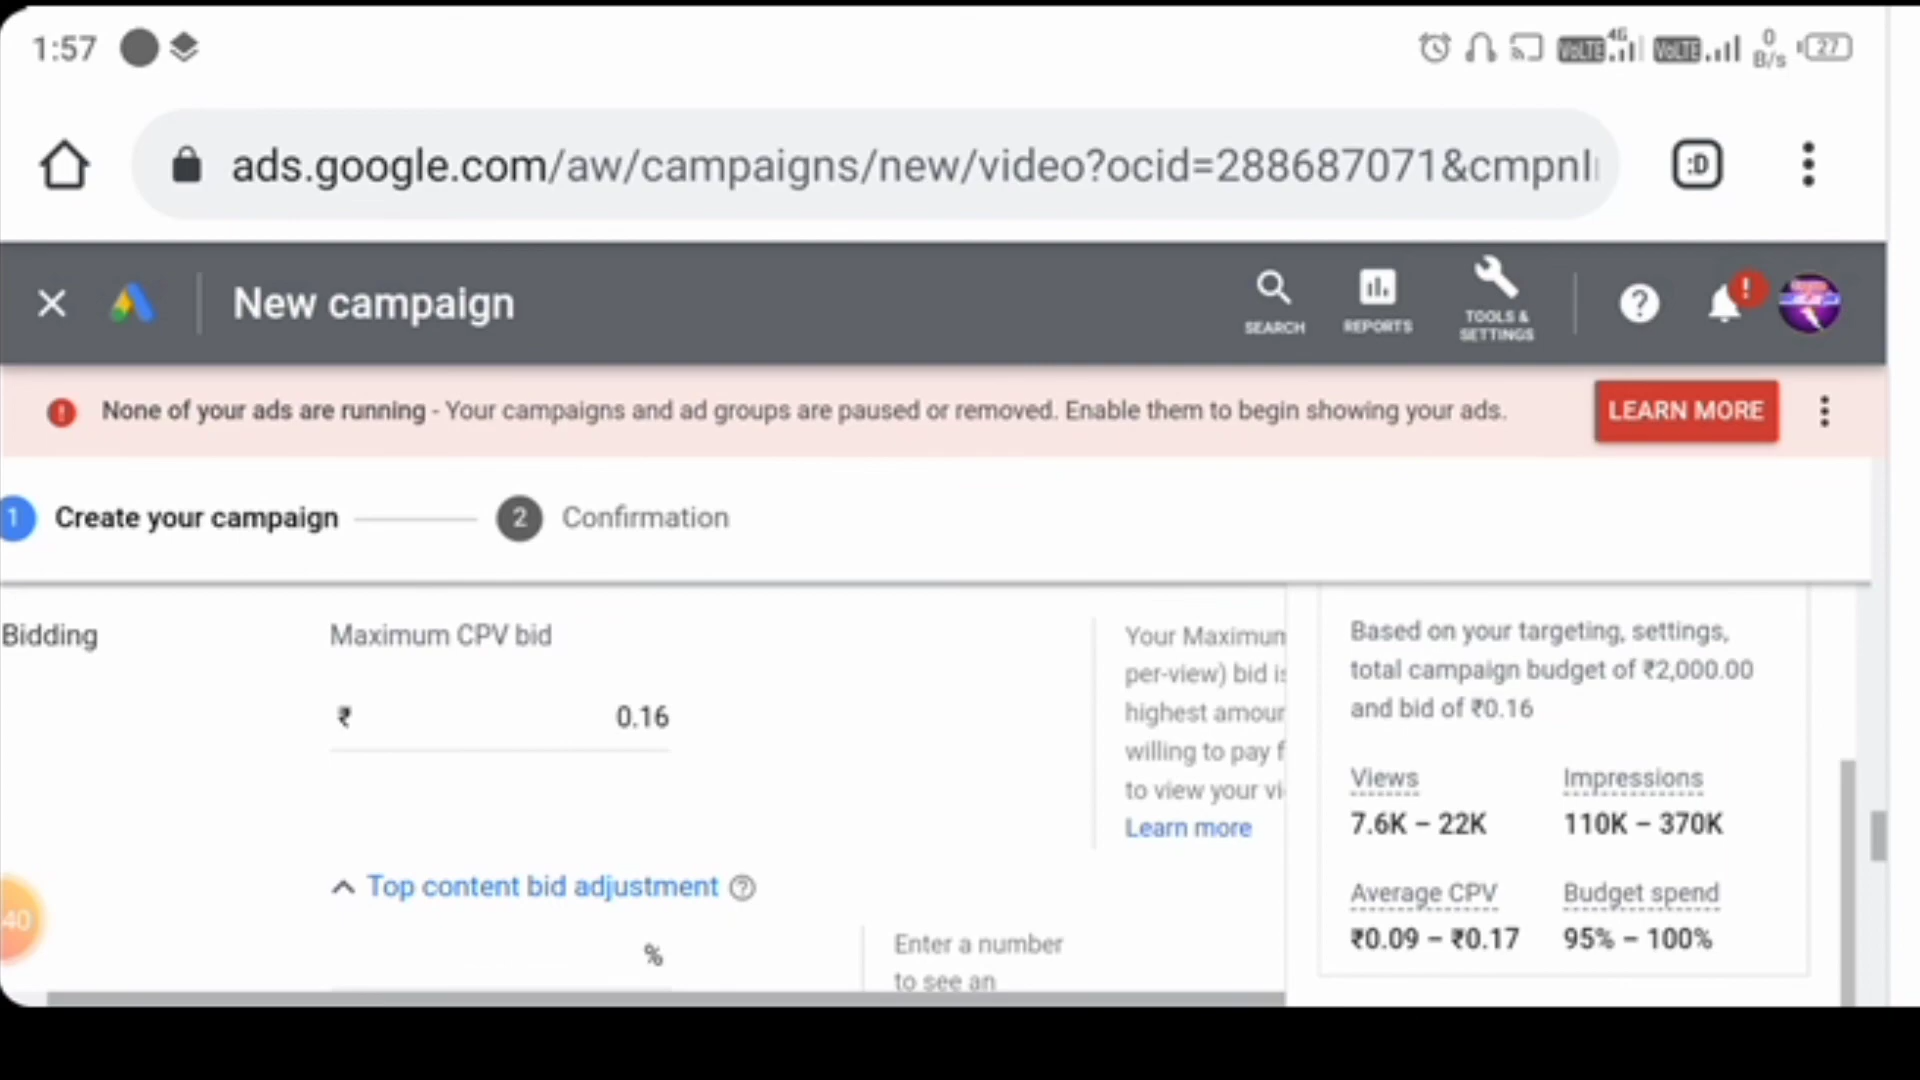 1:57
VoLTE 4G VoLTE 0 B/s 27
ads.google.com/aw/campaigns/new/video?ocid=288687071&cmpnl
:D
New campaign
SEARCH
REPORTS
TOOLS &
SETTINGS
None of your ads are running - Your campaigns and ad groups are paused or removed. Enable them to begin showing your ads.
LEARN MORE
1 Create your campaign
2 Confirmation
Bidding
Maximum CPV bid
₹ 0.16
Your Maximum
per-view) bid is
highest amour
willing to pay f
to view your vi
Learn more
Top content bid adjustment
%
Enter a number
to see an
40
Based on your targeting, settings,
total campaign budget of ₹2,000.00
and bid of ₹0.16
Views Impressions
7.6K – 22K 110K – 370K
Average CPV Budget spend
₹0.09 – ₹0.17 95% – 100%